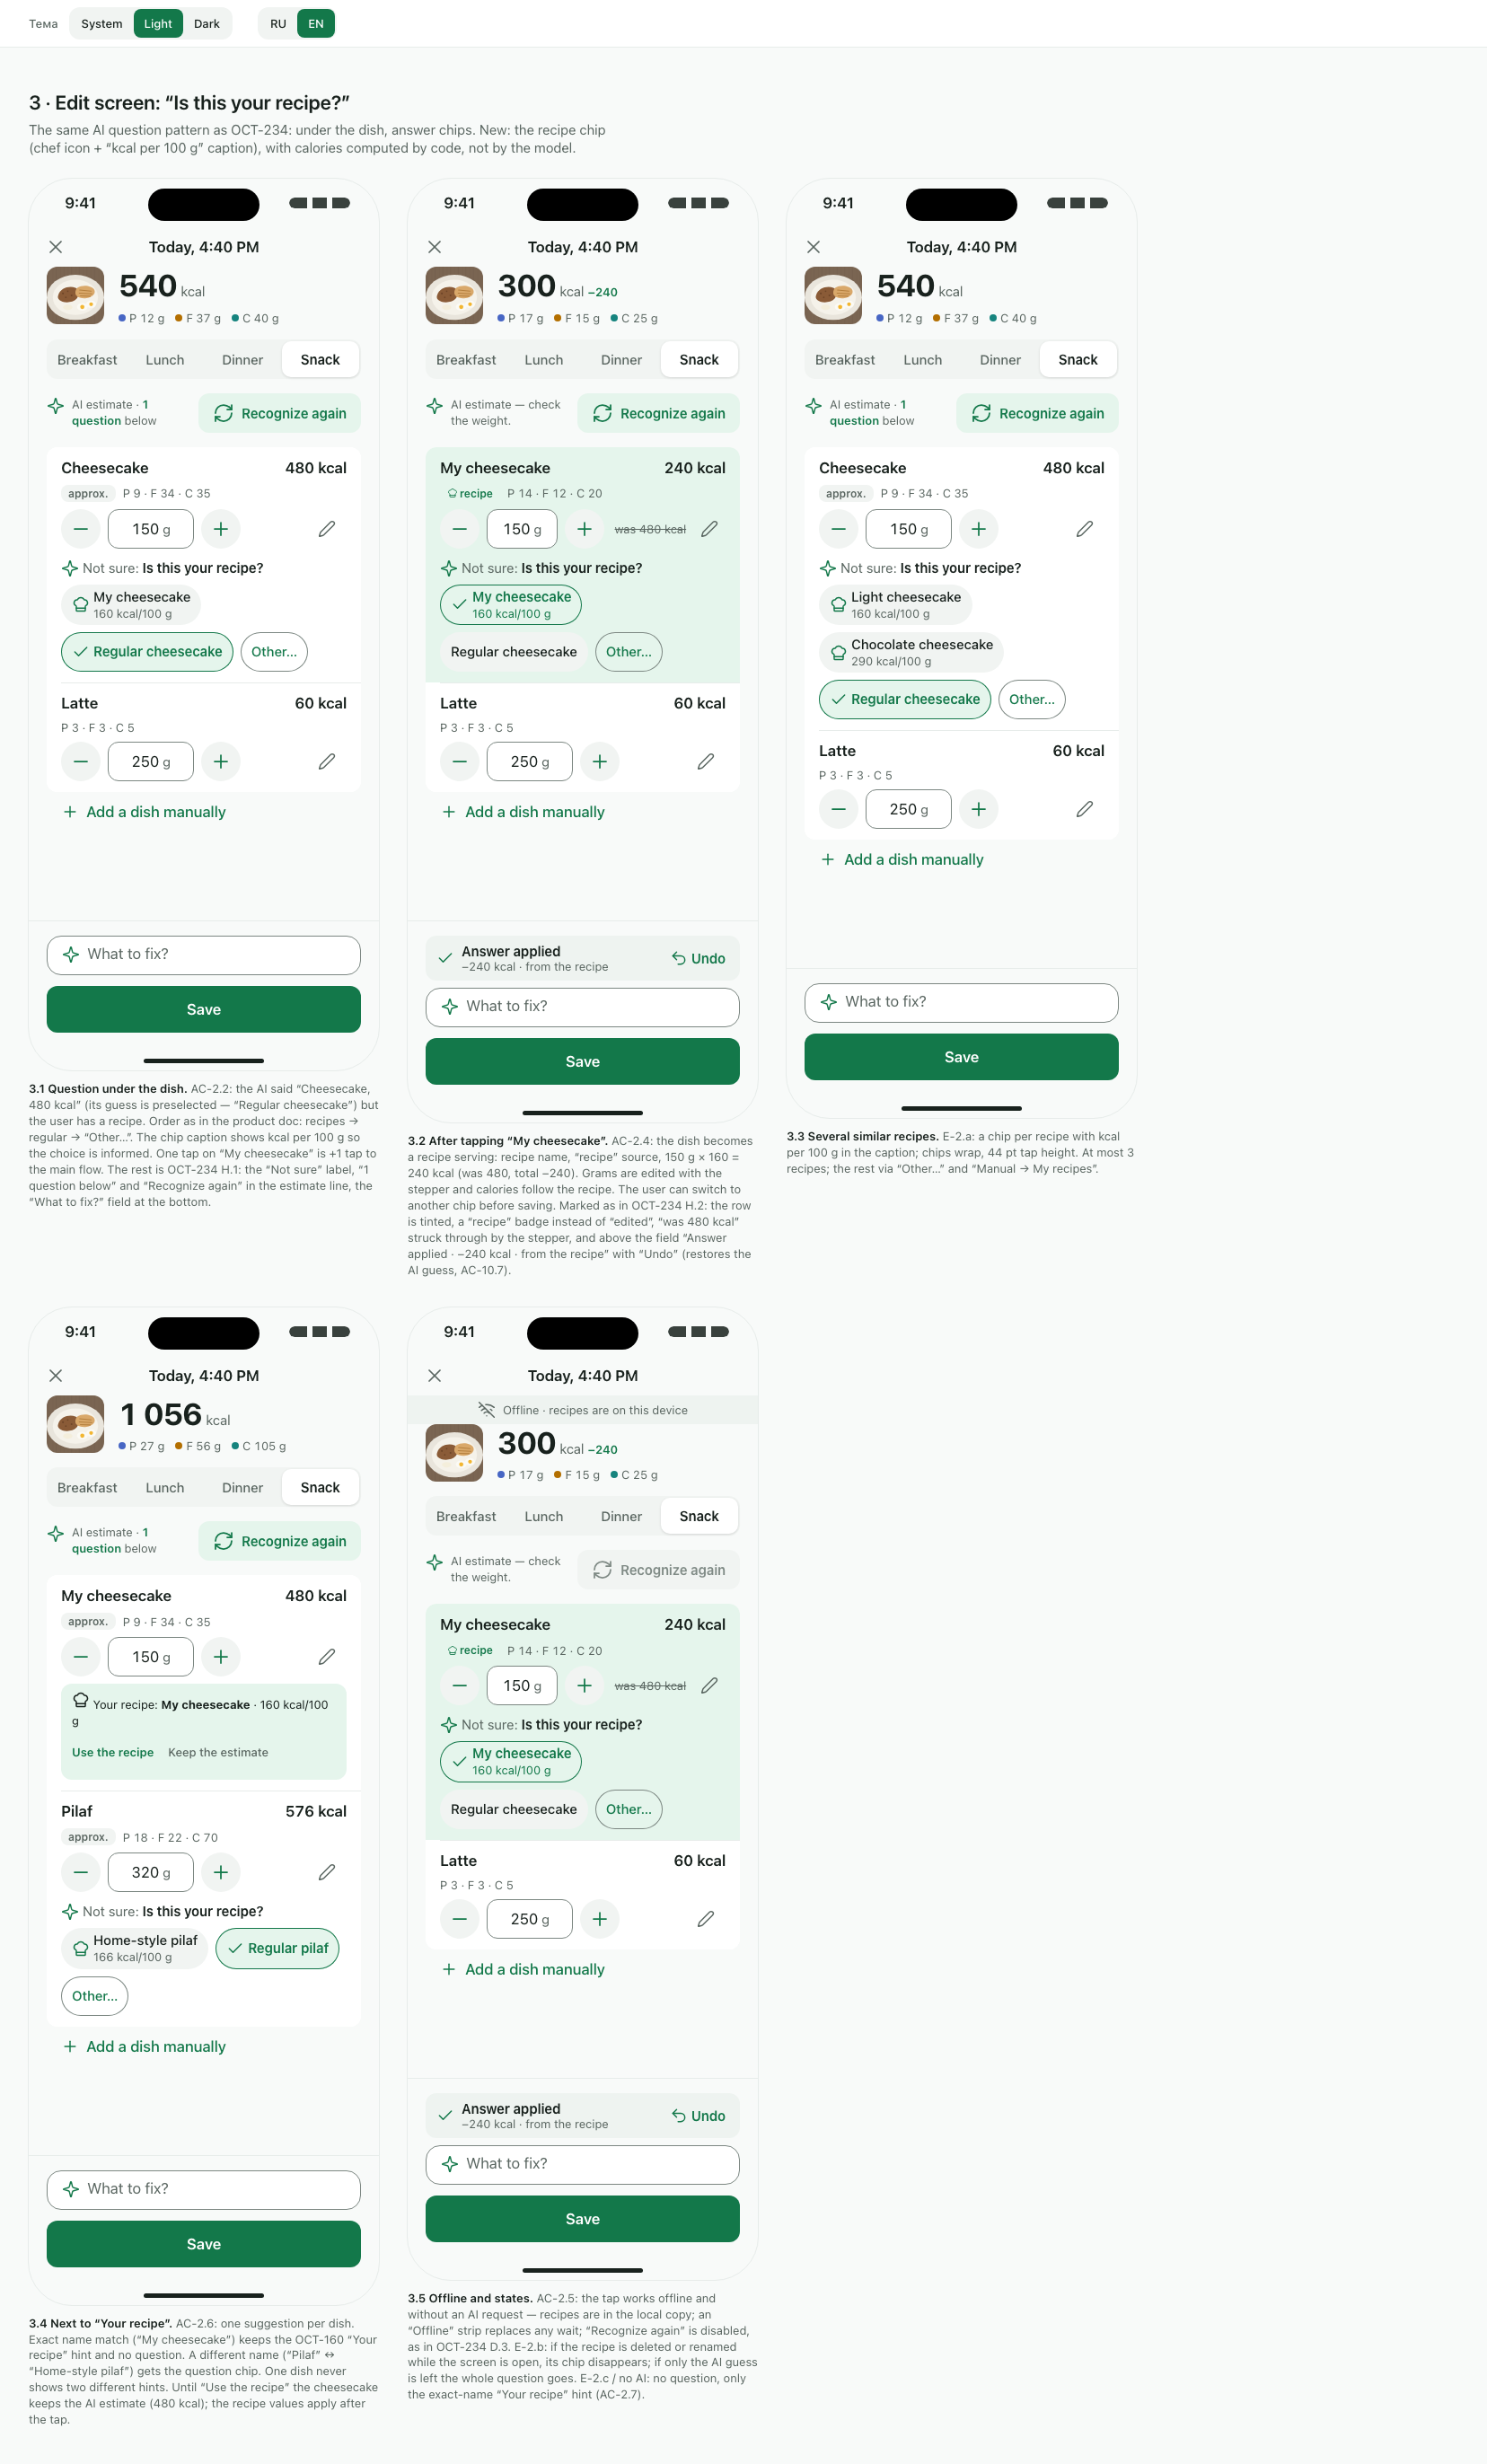 Тема System Light Dark RU EN
3 · Edit screen: “Is this your recipe?”
The same AI question pattern as OCT-234: under the dish, answer chips. New: the recipe chip
(chef icon + “kcal per 100 g” caption), with calories computed by code, not by the model.
9:41
Today, 4:40 PM
540 kcal
P 12 g F 37 g C 40 g
Breakfast Lunch Dinner Snack
AI estimate · 1
question below
Recognize again
Cheesecake 480 kcal
approx. P 9 · F 34 · C 35
150 g
Not sure: Is this your recipe?
My cheesecake
160 kcal/100 g
Regular cheesecake Other...
Latte 60 kcal
P 3 · F 3 · C 5
250 g
Add a dish manually
What to fix?
Save
3.1 Question under the dish. AC-2.2: the AI said “Cheesecake,
480 kcal” (its guess is preselected — “Regular cheesecake”) but
the user has a recipe. Order as in the product doc: recipes →
regular → “Other...”. The chip caption shows kcal per 100 g so
the choice is informed. One tap on “My cheesecake” is +1 tap to
the main flow. The rest is OCT-234 H.1: the “Not sure” label, “1
question below” and “Recognize again” in the estimate line, the
“What to fix?” field at the bottom.
9:41
Today, 4:40 PM
300 kcal −240
P 17 g F 15 g C 25 g
Breakfast Lunch Dinner Snack
AI estimate — check
the weight.
Recognize again
My cheesecake 240 kcal
recipe P 14 · F 12 · C 20
150 g was 480 kcal
Not sure: Is this your recipe?
My cheesecake
160 kcal/100 g
Regular cheesecake Other...
Latte 60 kcal
P 3 · F 3 · C 5
250 g
Add a dish manually
Answer applied
−240 kcal · from the recipe
Undo
What to fix?
Save
3.2 After tapping “My cheesecake”. AC-2.4: the dish becomes
a recipe serving: recipe name, “recipe” source, 150 g × 160 =
240 kcal (was 480, total −240). Grams are edited with the
stepper and calories follow the recipe. The user can switch to
another chip before saving. Marked as in OCT-234 H.2: the row
is tinted, a “recipe” badge instead of “edited”, “was 480 kcal”
struck through by the stepper, and above the field “Answer
applied · −240 kcal · from the recipe” with “Undo” (restores the
AI guess, AC-10.7).
9:41
Today, 4:40 PM
540 kcal
P 12 g F 37 g C 40 g
Breakfast Lunch Dinner Snack
AI estimate · 1
question below
Recognize again
Cheesecake 480 kcal
approx. P 9 · F 34 · C 35
150 g
Not sure: Is this your recipe?
Light cheesecake
160 kcal/100 g
Chocolate cheesecake
290 kcal/100 g
Regular cheesecake Other...
Latte 60 kcal
P 3 · F 3 · C 5
250 g
Add a dish manually
What to fix?
Save
3.3 Several similar recipes. E-2.a: a chip per recipe with kcal
per 100 g in the caption; chips wrap, 44 pt tap height. At most 3
recipes; the rest via “Other...” and “Manual → My recipes”.
9:41
Today, 4:40 PM
1 056 kcal
P 27 g F 56 g C 105 g
Breakfast Lunch Dinner Snack
AI estimate · 1
question below
Recognize again
My cheesecake 480 kcal
approx. P 9 · F 34 · C 35
150 g
Your recipe: My cheesecake · 160 kcal/100
g
Use the recipe Keep the estimate
Pilaf 576 kcal
approx. P 18 · F 22 · C 70
320 g
Not sure: Is this your recipe?
Home-style pilaf
166 kcal/100 g
Regular pilaf
Other...
Add a dish manually
What to fix?
Save
3.4 Next to “Your recipe”. AC-2.6: one suggestion per dish.
Exact name match (“My cheesecake”) keeps the OCT-160 “Your
recipe” hint and no question. A different name (“Pilaf” ↔
“Home-style pilaf”) gets the question chip. One dish never
shows two different hints. Until “Use the recipe” the cheesecake
keeps the AI estimate (480 kcal); the recipe values apply after
the tap.
9:41
Today, 4:40 PM
Offline · recipes are on this device
300 kcal −240
P 17 g F 15 g C 25 g
Breakfast Lunch Dinner Snack
AI estimate — check
the weight.
Recognize again
My cheesecake 240 kcal
recipe P 14 · F 12 · C 20
150 g was 480 kcal
Not sure: Is this your recipe?
My cheesecake
160 kcal/100 g
Regular cheesecake Other...
Latte 60 kcal
P 3 · F 3 · C 5
250 g
Add a dish manually
Answer applied
−240 kcal · from the recipe
Undo
What to fix?
Save
3.5 Offline and states. AC-2.5: the tap works offline and
without an AI request — recipes are in the local copy; an
“Offline” strip replaces any wait; “Recognize again” is disabled,
as in OCT-234 D.3. E-2.b: if the recipe is deleted or renamed
while the screen is open, its chip disappears; if only the AI guess
is left the whole question goes. E-2.c / no AI: no question, only
the exact-name “Your recipe” hint (AC-2.7).